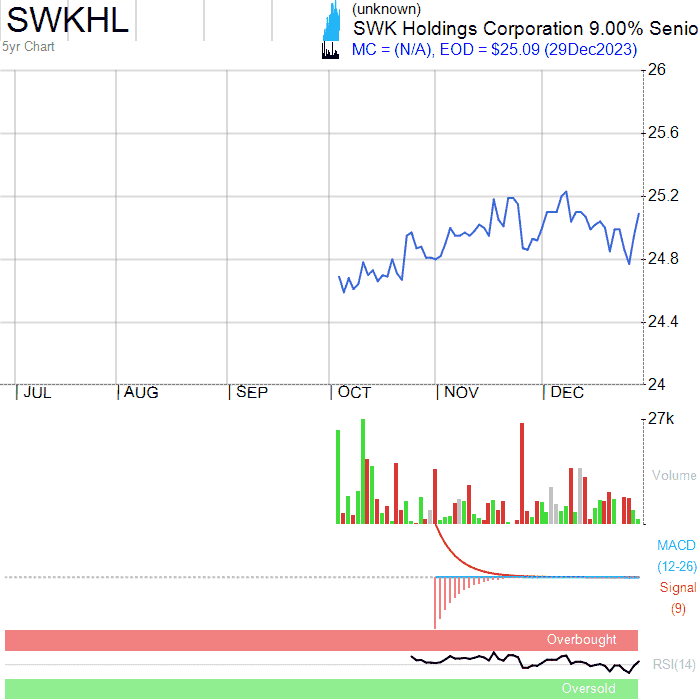 SWKHL
(unknown)
SWK Holdings Corporation 9.00% Senio
5yr Chart
MC = (N/A), EOD = $25.09 (29Dec2023)
26
25.6
25.2
24.8
24.4
24
JUL AUG SEP OCT NOV DEC
27k
Volume
MACD
(12-26)
Signal
(9)
Overbought
RSI(14)
Oversold